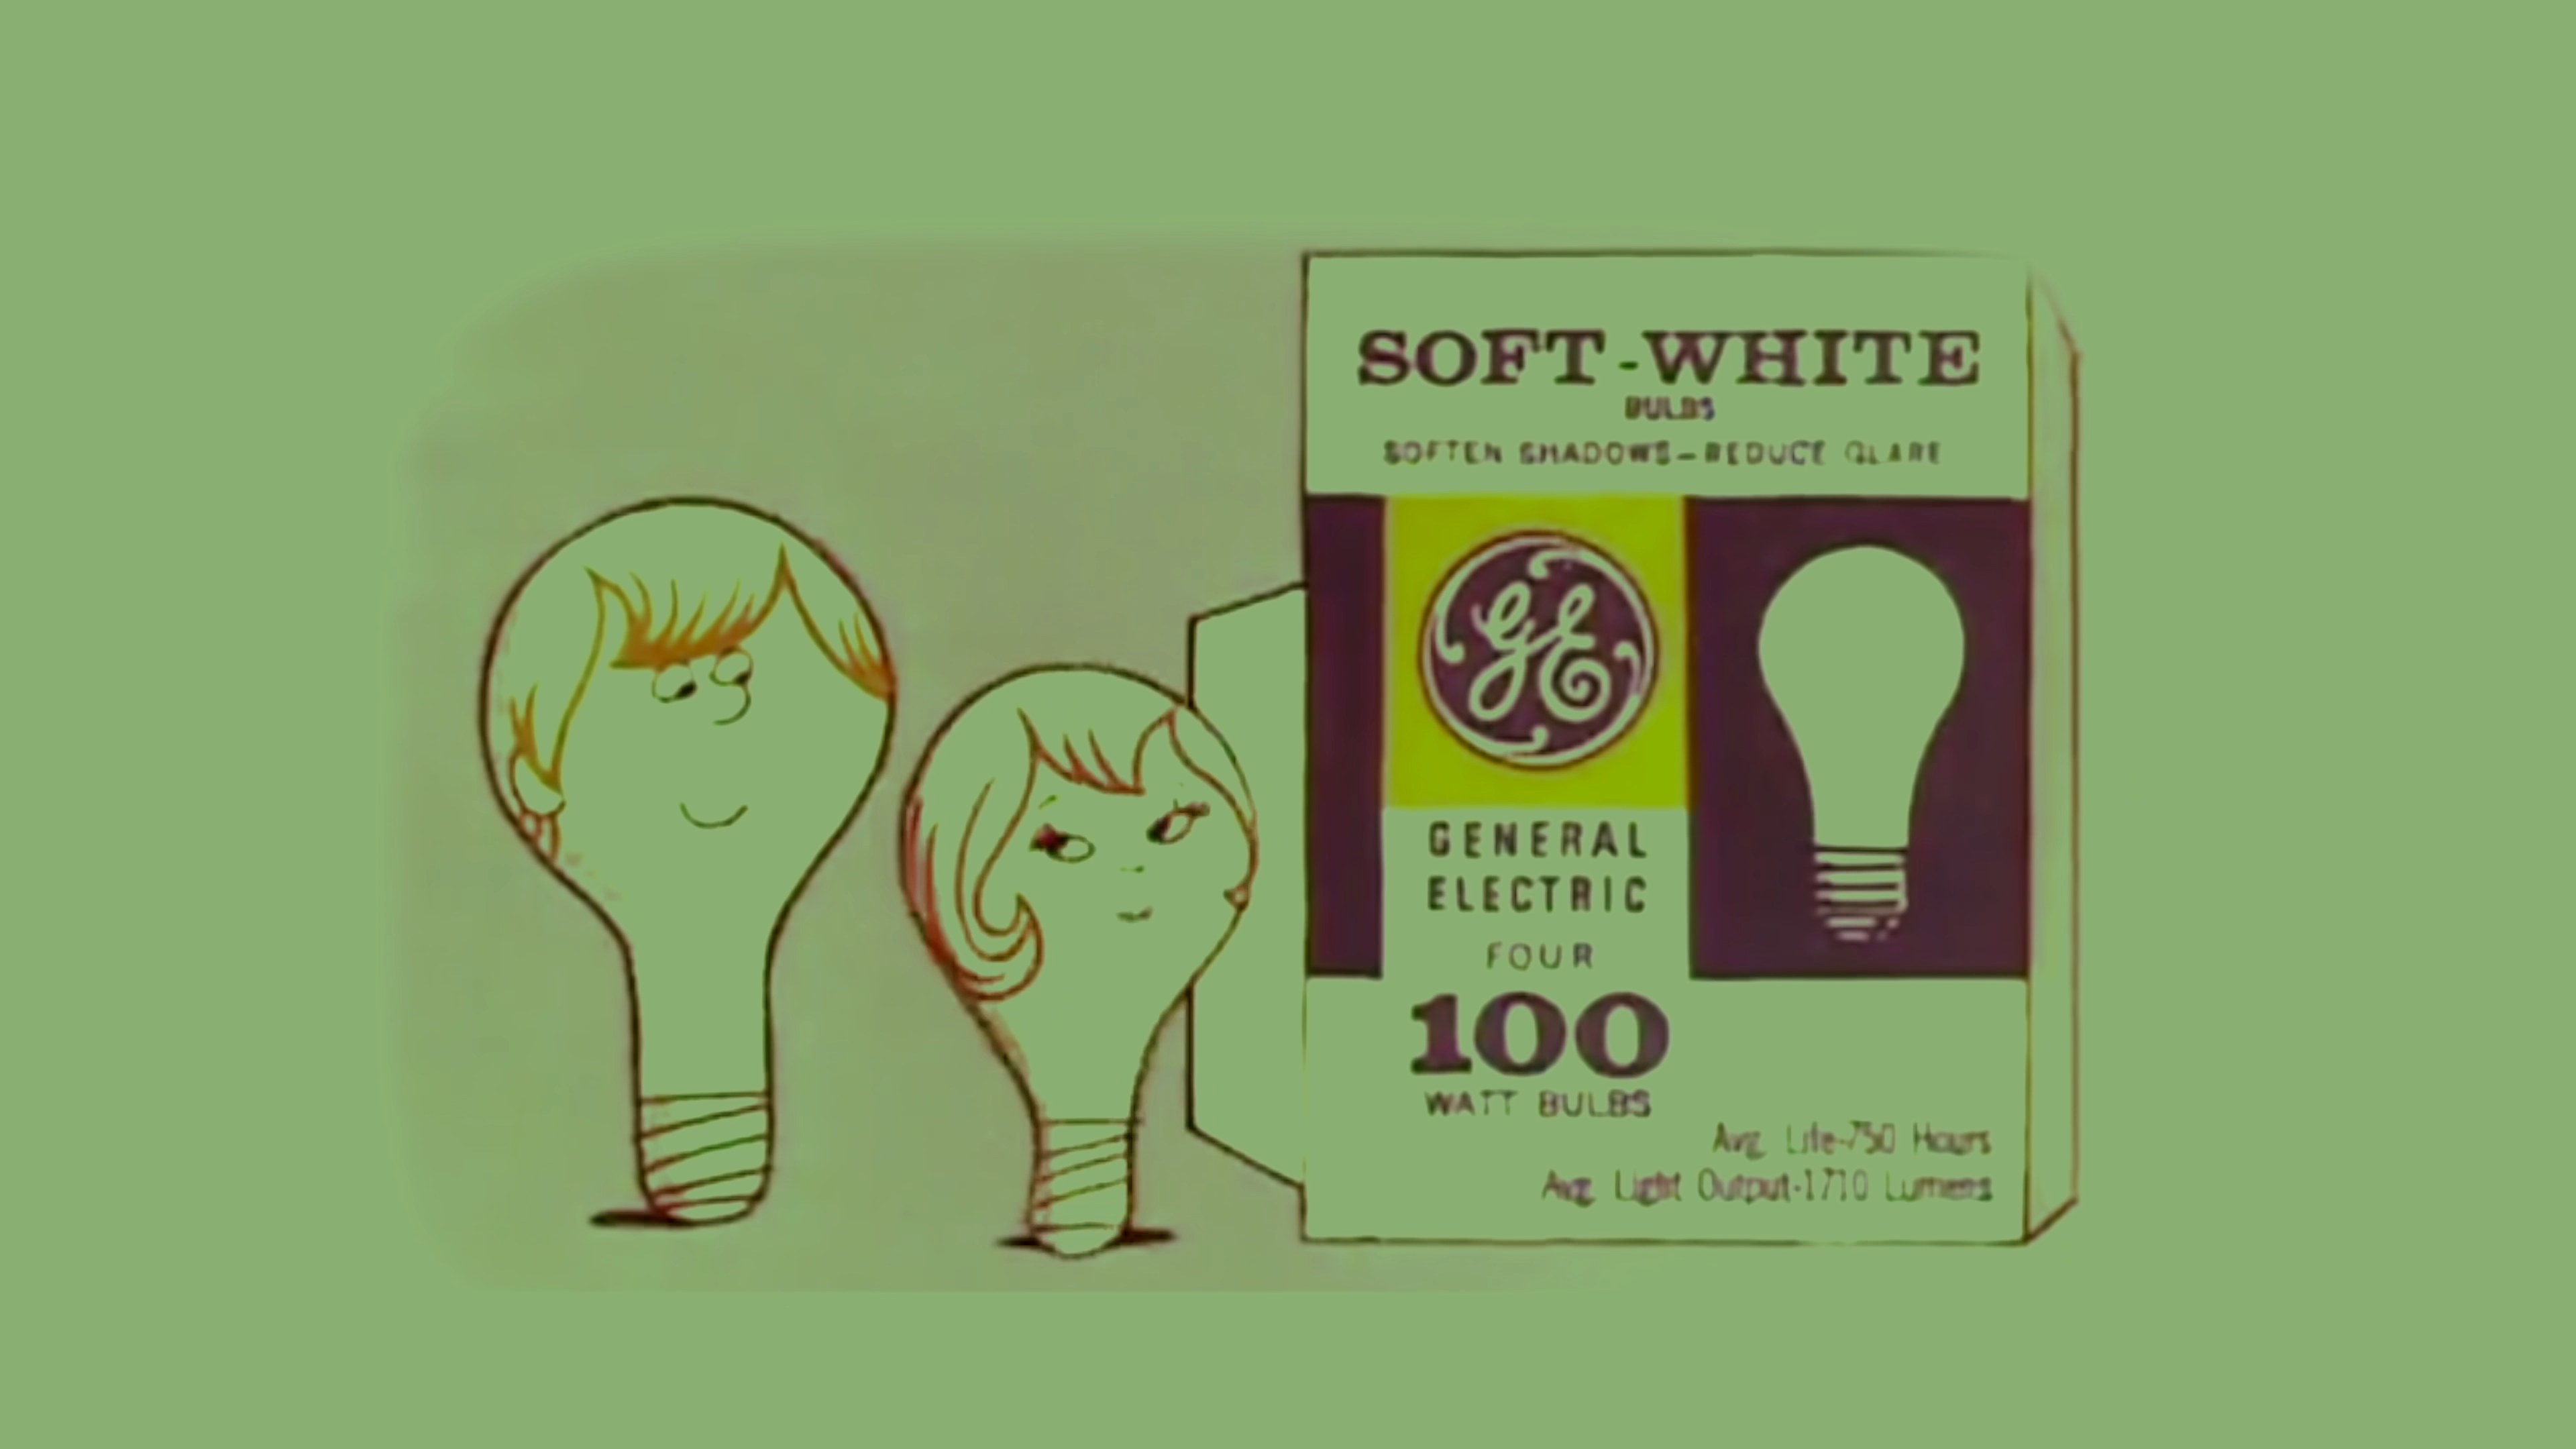 SOFT-WHITE
BULBS
SOFTEN SHADOWS-REDUCE GLARE
GE
GENERAL
ELECTRIC
FOUR
100
WATT BULBS
Avg. Life-750 Hours
Avg. Light Output-1710 Lumens